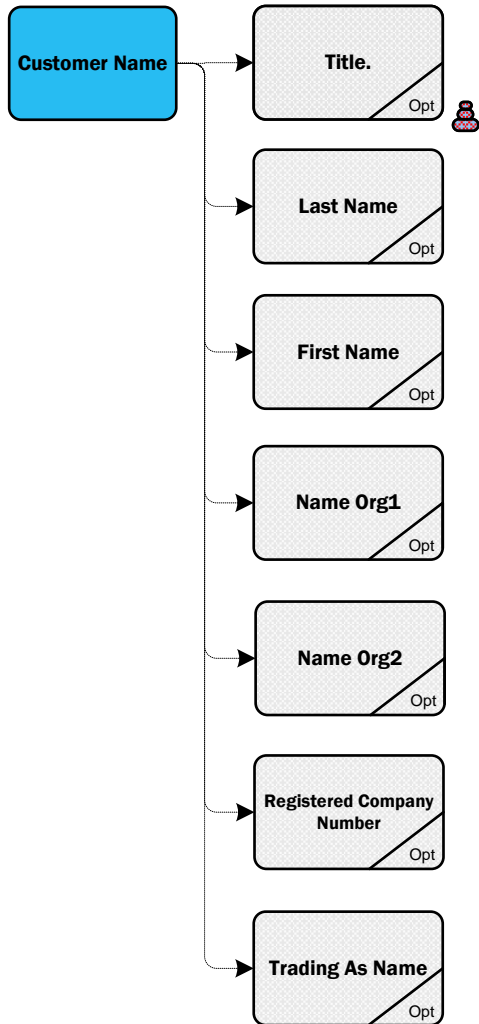 Customer Name
Title.
Opt
Last Name
Opt
First Name
Opt
Name Org1
Opt
Name Org2
Opt
Registered Company
Number
Opt
Trading As Name
Opt